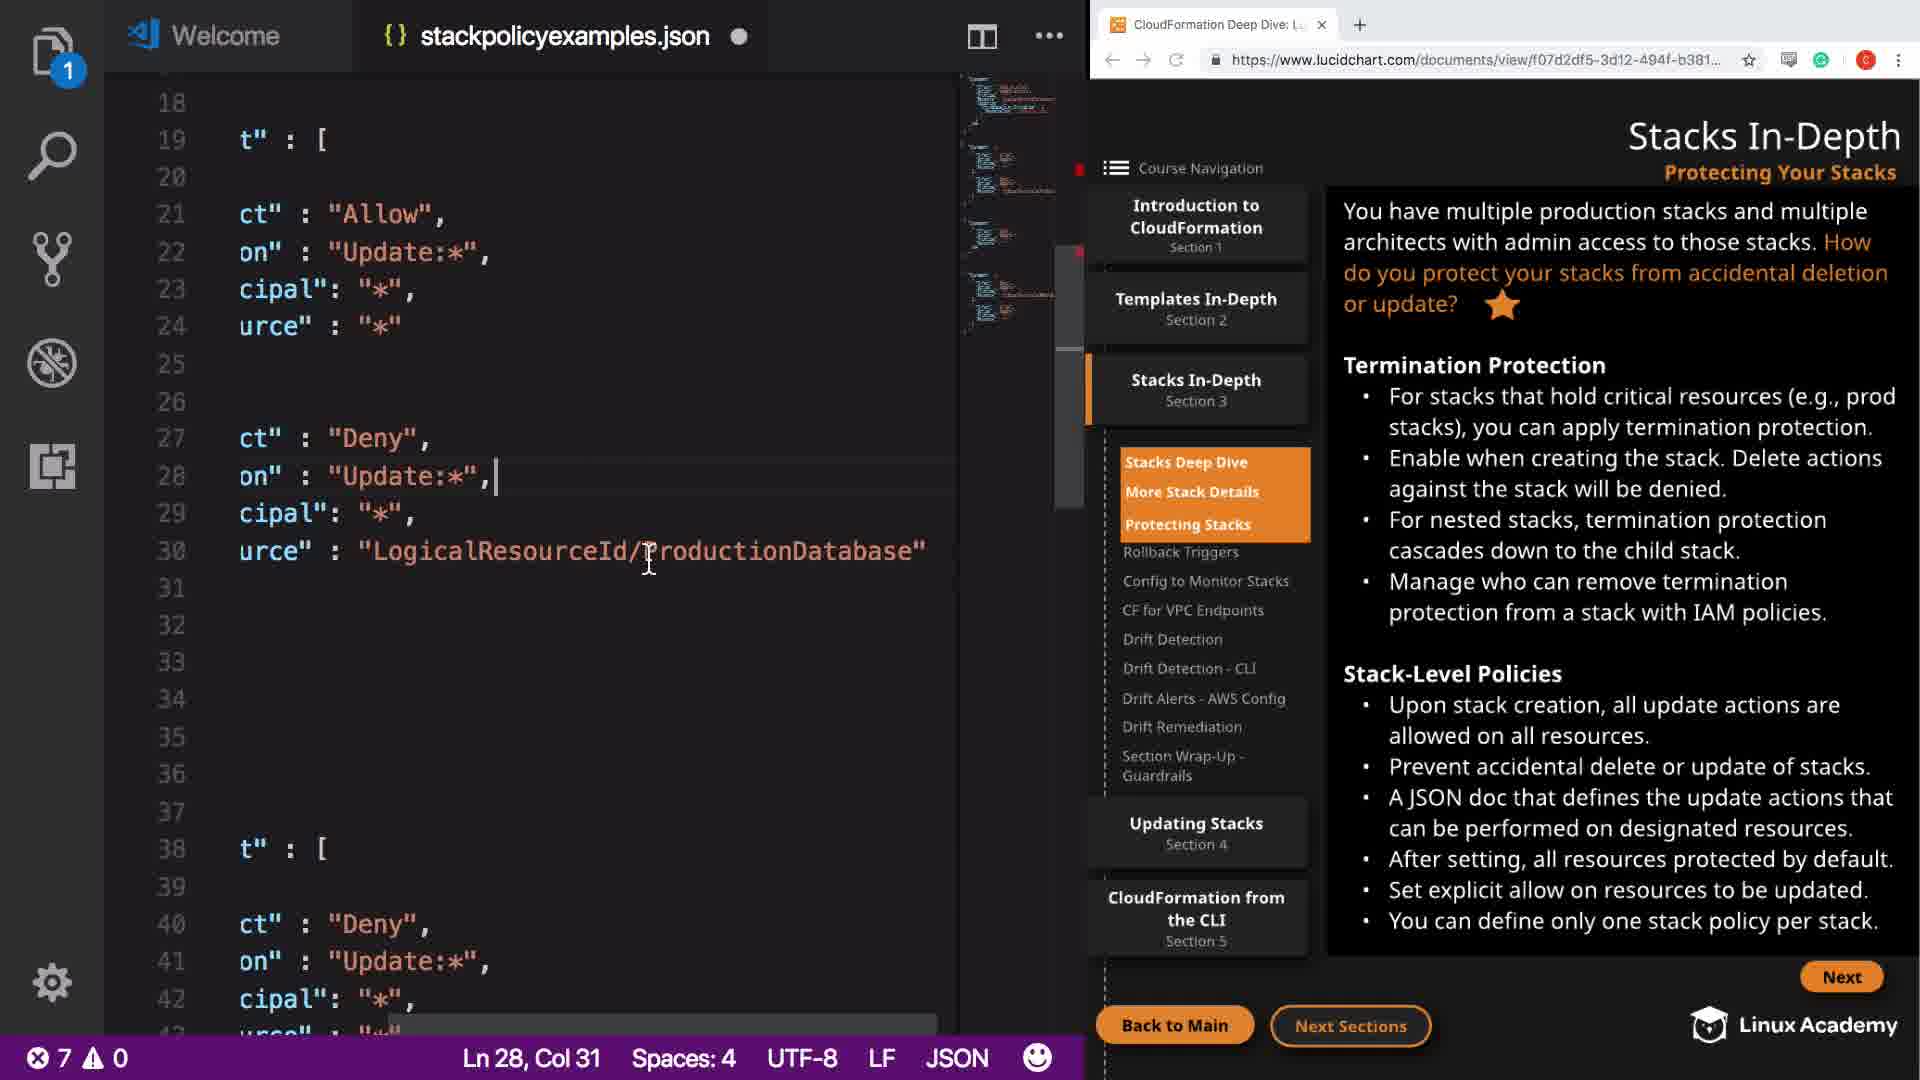 Welcome
{} stackpolicyexamples.json
1
18
19 t" : [
20
21 ct" : "Allow",
22 on" : "Update:*",
23 cipal": "*",
24 urce" : "*"
25
26
27 ct" : "Deny",
28 on" : "Update:*",
29 cipal": "*",
30 urce" : "LogicalResourceId/ProductionDatabase"
31
32
33
34
35
36
37
38 t" : [
39
40 ct" : "Deny",
41 on" : "Update:*",
42 cipal": "*",
7 0
Ln 28, Col 31
Spaces: 4
UTF-8
LF
JSON
CloudFormation Deep Dive: L
https://www.lucidchart.com/documents/view/f07d2df5-3d12-494f-b381...
C
Stacks In-Depth
Protecting Your Stacks
Course Navigation
Introduction to
CloudFormation
Section 1
Templates In-Depth
Section 2
Stacks In-Depth
Section 3
Stacks Deep Dive
More Stack Details
Protecting Stacks
Rollback Triggers
Config to Monitor Stacks
CF for VPC Endpoints
Drift Detection
Drift Detection - CLI
Drift Alerts - AWS Config
Drift Remediation
Section Wrap-Up -
Guardrails
Updating Stacks
Section 4
CloudFormation from
the CLI
Section 5
You have multiple production stacks and multiple
architects with admin access to those stacks. How
do you protect your stacks from accidental deletion
or update?
Termination Protection
• For stacks that hold critical resources (e.g., prod
stacks), you can apply termination protection.
• Enable when creating the stack. Delete actions
against the stack will be denied.
• For nested stacks, termination protection
cascades down to the child stack.
• Manage who can remove termination
protection from a stack with IAM policies.
Stack-Level Policies
• Upon stack creation, all update actions are
allowed on all resources.
• Prevent accidental delete or update of stacks.
• A JSON doc that defines the update actions that
can be performed on designated resources.
• After setting, all resources protected by default.
• Set explicit allow on resources to be updated.
• You can define only one stack policy per stack.
Next
Back to Main
Next Sections
Linux Academy